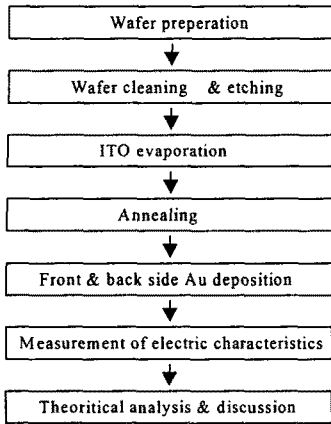 Wafer preperation
Wafer cleaning & etching
ITO evaporation
Annealing
Front & back side Au deposition
Measurement of electric characteristics
Theoritical analysis & discussion